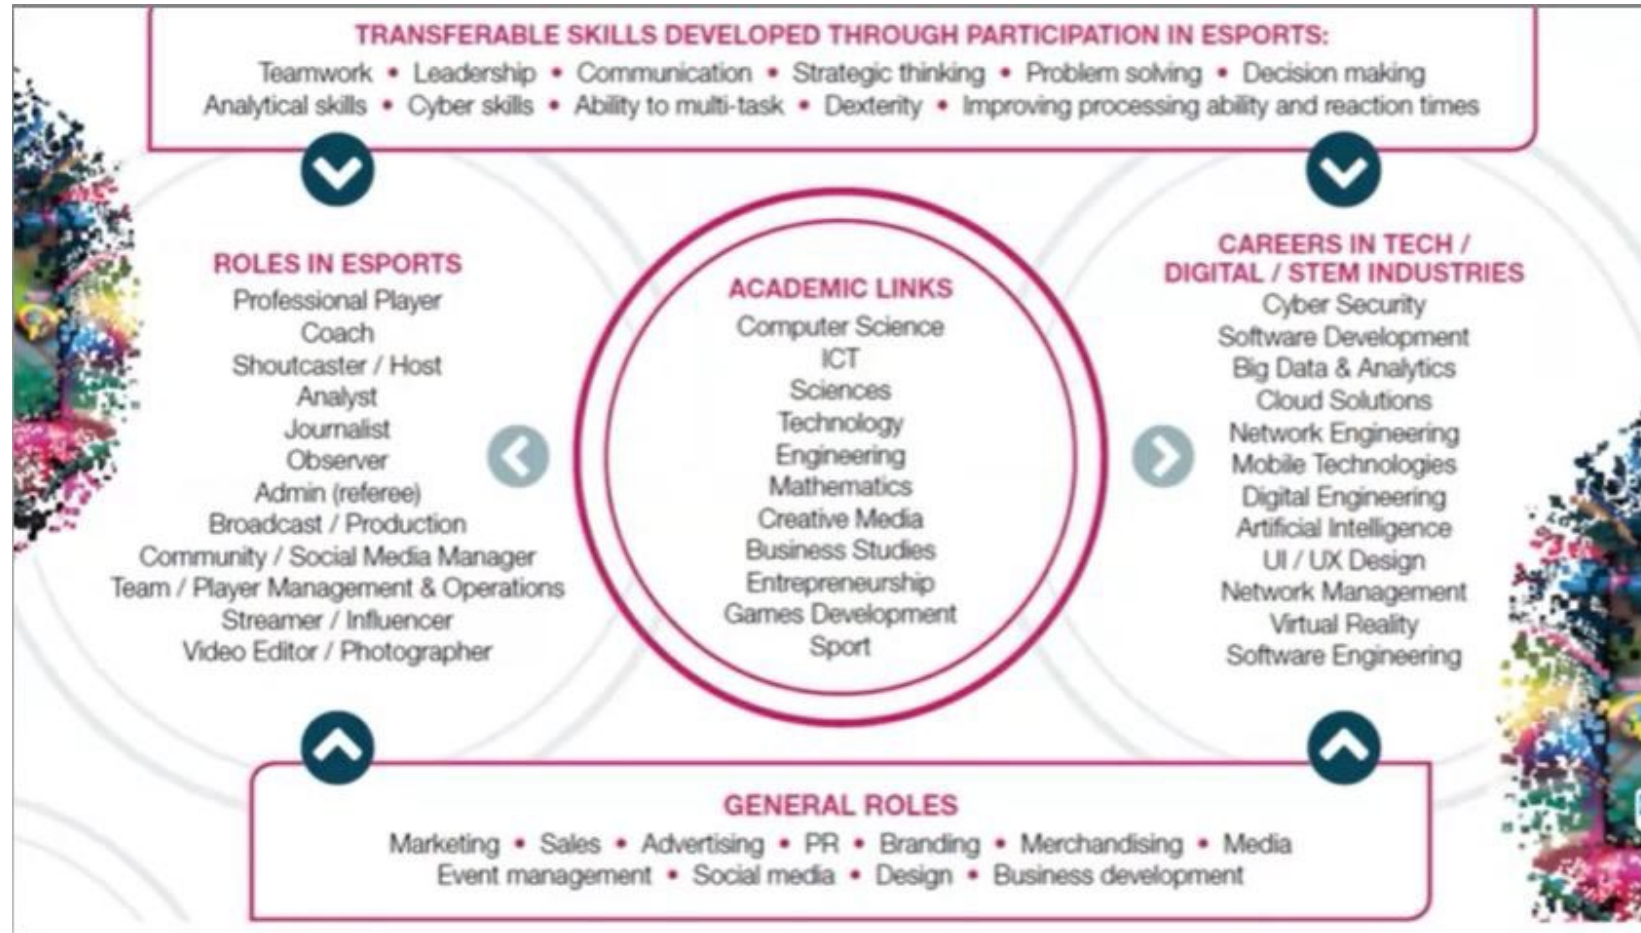 TRANSFERABLE SKILLS DEVELOPED THROUGH PARTICIPATION IN ESPORTS:
Teamwork • Leadership • Communication • Strategic thinking • Problem solving • Decision making
Analytical skills • Cyber skills • Ability to multi-task • Dexterity • Improving processing ability and reaction times
ROLES IN ESPORTS
Professional Player
Coach
Shoutcaster / Host
Analyst
Journalist
Observer
Admin (referee)
Broadcast / Production
Community / Social Media Manager
Team / Player Management & Operations
Streamer / Influencer
Video Editor / Photographer
ACADEMIC LINKS
Computer Science
ICT
Sciences
Technology
Engineering
Mathematics
Creative Media
Business Studies
Entrepreneurship
Games Development
Sport
CAREERS IN TECH /
DIGITAL / STEM INDUSTRIES
Cyber Security
Software Development
Big Data & Analytics
Cloud Solutions
Network Engineering
Mobile Technologies
Digital Engineering
Artificial Intelligence
UI / UX Design
Network Management
Virtual Reality
Software Engineering
GENERAL ROLES
Marketing • Sales • Advertising • PR • Branding • Merchandising • Media
Event management • Social media • Design • Business development